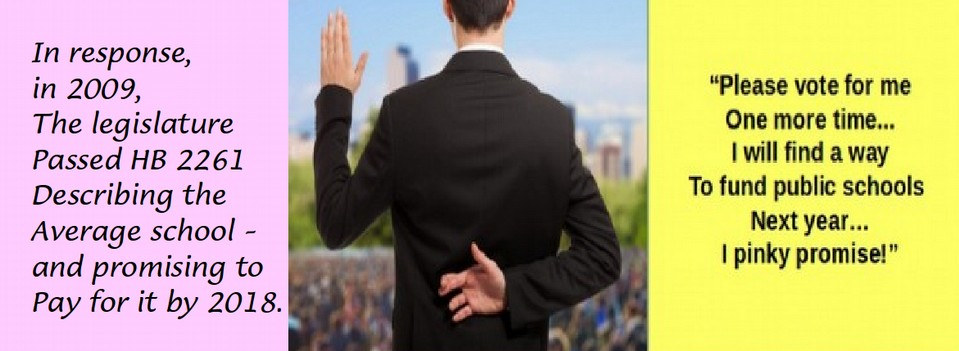 In response,
in 2009,
The legislature
Passed HB 2261
Describing the
Average school –
and promising to
Pay for it by 2018.
“Please vote for me
One more time...
I will find a way
To fund public schools
Next year...
I pinky promise!”